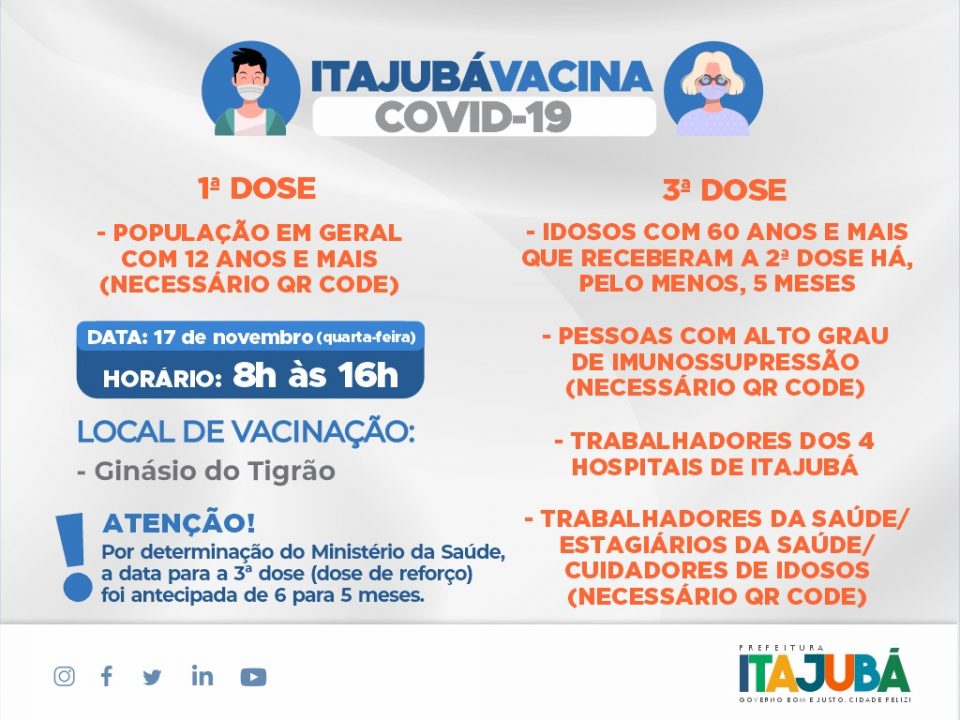 ITAJUBÁVACINA
COVID-19
1ª DOSE
- POPULAÇÃO EM GERAL
COM 12 ANOS E MAIS
(NECESSÁRIO QR CODE)
DATA: 17 de novembro (quarta-feira)
HORÁRIO: 8h às 16h
LOCAL DE VACINAÇÃO:
- Ginásio do Tigrão
! ATENÇÃO!
Por determinação do Ministério da Saúde,
a data para a 3ª dose (dose de reforço)
foi antecipada de 6 para 5 meses.
3ª DOSE
- IDOSOS COM 60 ANOS E MAIS
QUE RECEBERAM A 2ª DOSE HÁ,
PELO MENOS, 5 MESES
- PESSOAS COM ALTO GRAU
DE IMUNOSSUPRESSÃO
(NECESSÁRIO QR CODE)
- TRABALHADORES DOS 4
HOSPITAIS DE ITAJUBÁ
- TRABALHADORES DA SAÚDE/
ESTAGIÁRIOS DA SAÚDE/
CUIDADORES DE IDOSOS
(NECESSÁRIO QR CODE)
PREFEITURA
ITAJUBÁ
GOVERNO BOM E JUSTO. CIDADE FELIZ!